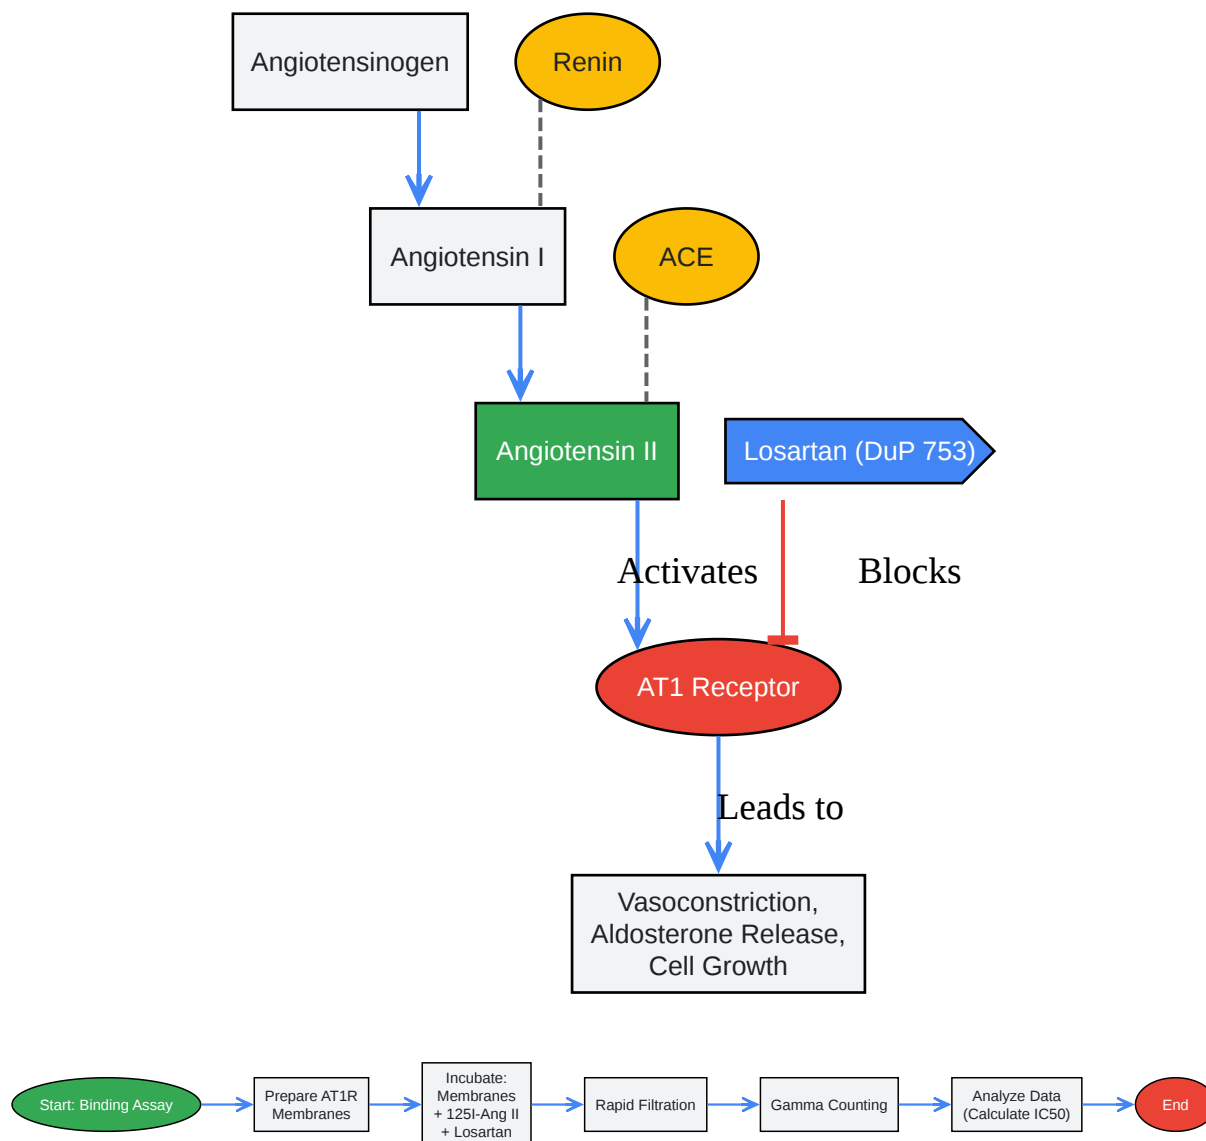 Angiotensinogen
Renin
Angiotensin I
ACE
Angiotensin II
Losartan (DuP 753)
Activates
Blocks
AT1 Receptor
Leads to
Vasoconstriction,
Aldosterone Release,
Cell Growth
Start: Binding Assay
Prepare AT1R
Membranes
Incubate:
Membranes
+ 125I-Ang II
+ Losartan
Rapid Filtration
Gamma Counting
Analyze Data
(Calculate IC50)
End